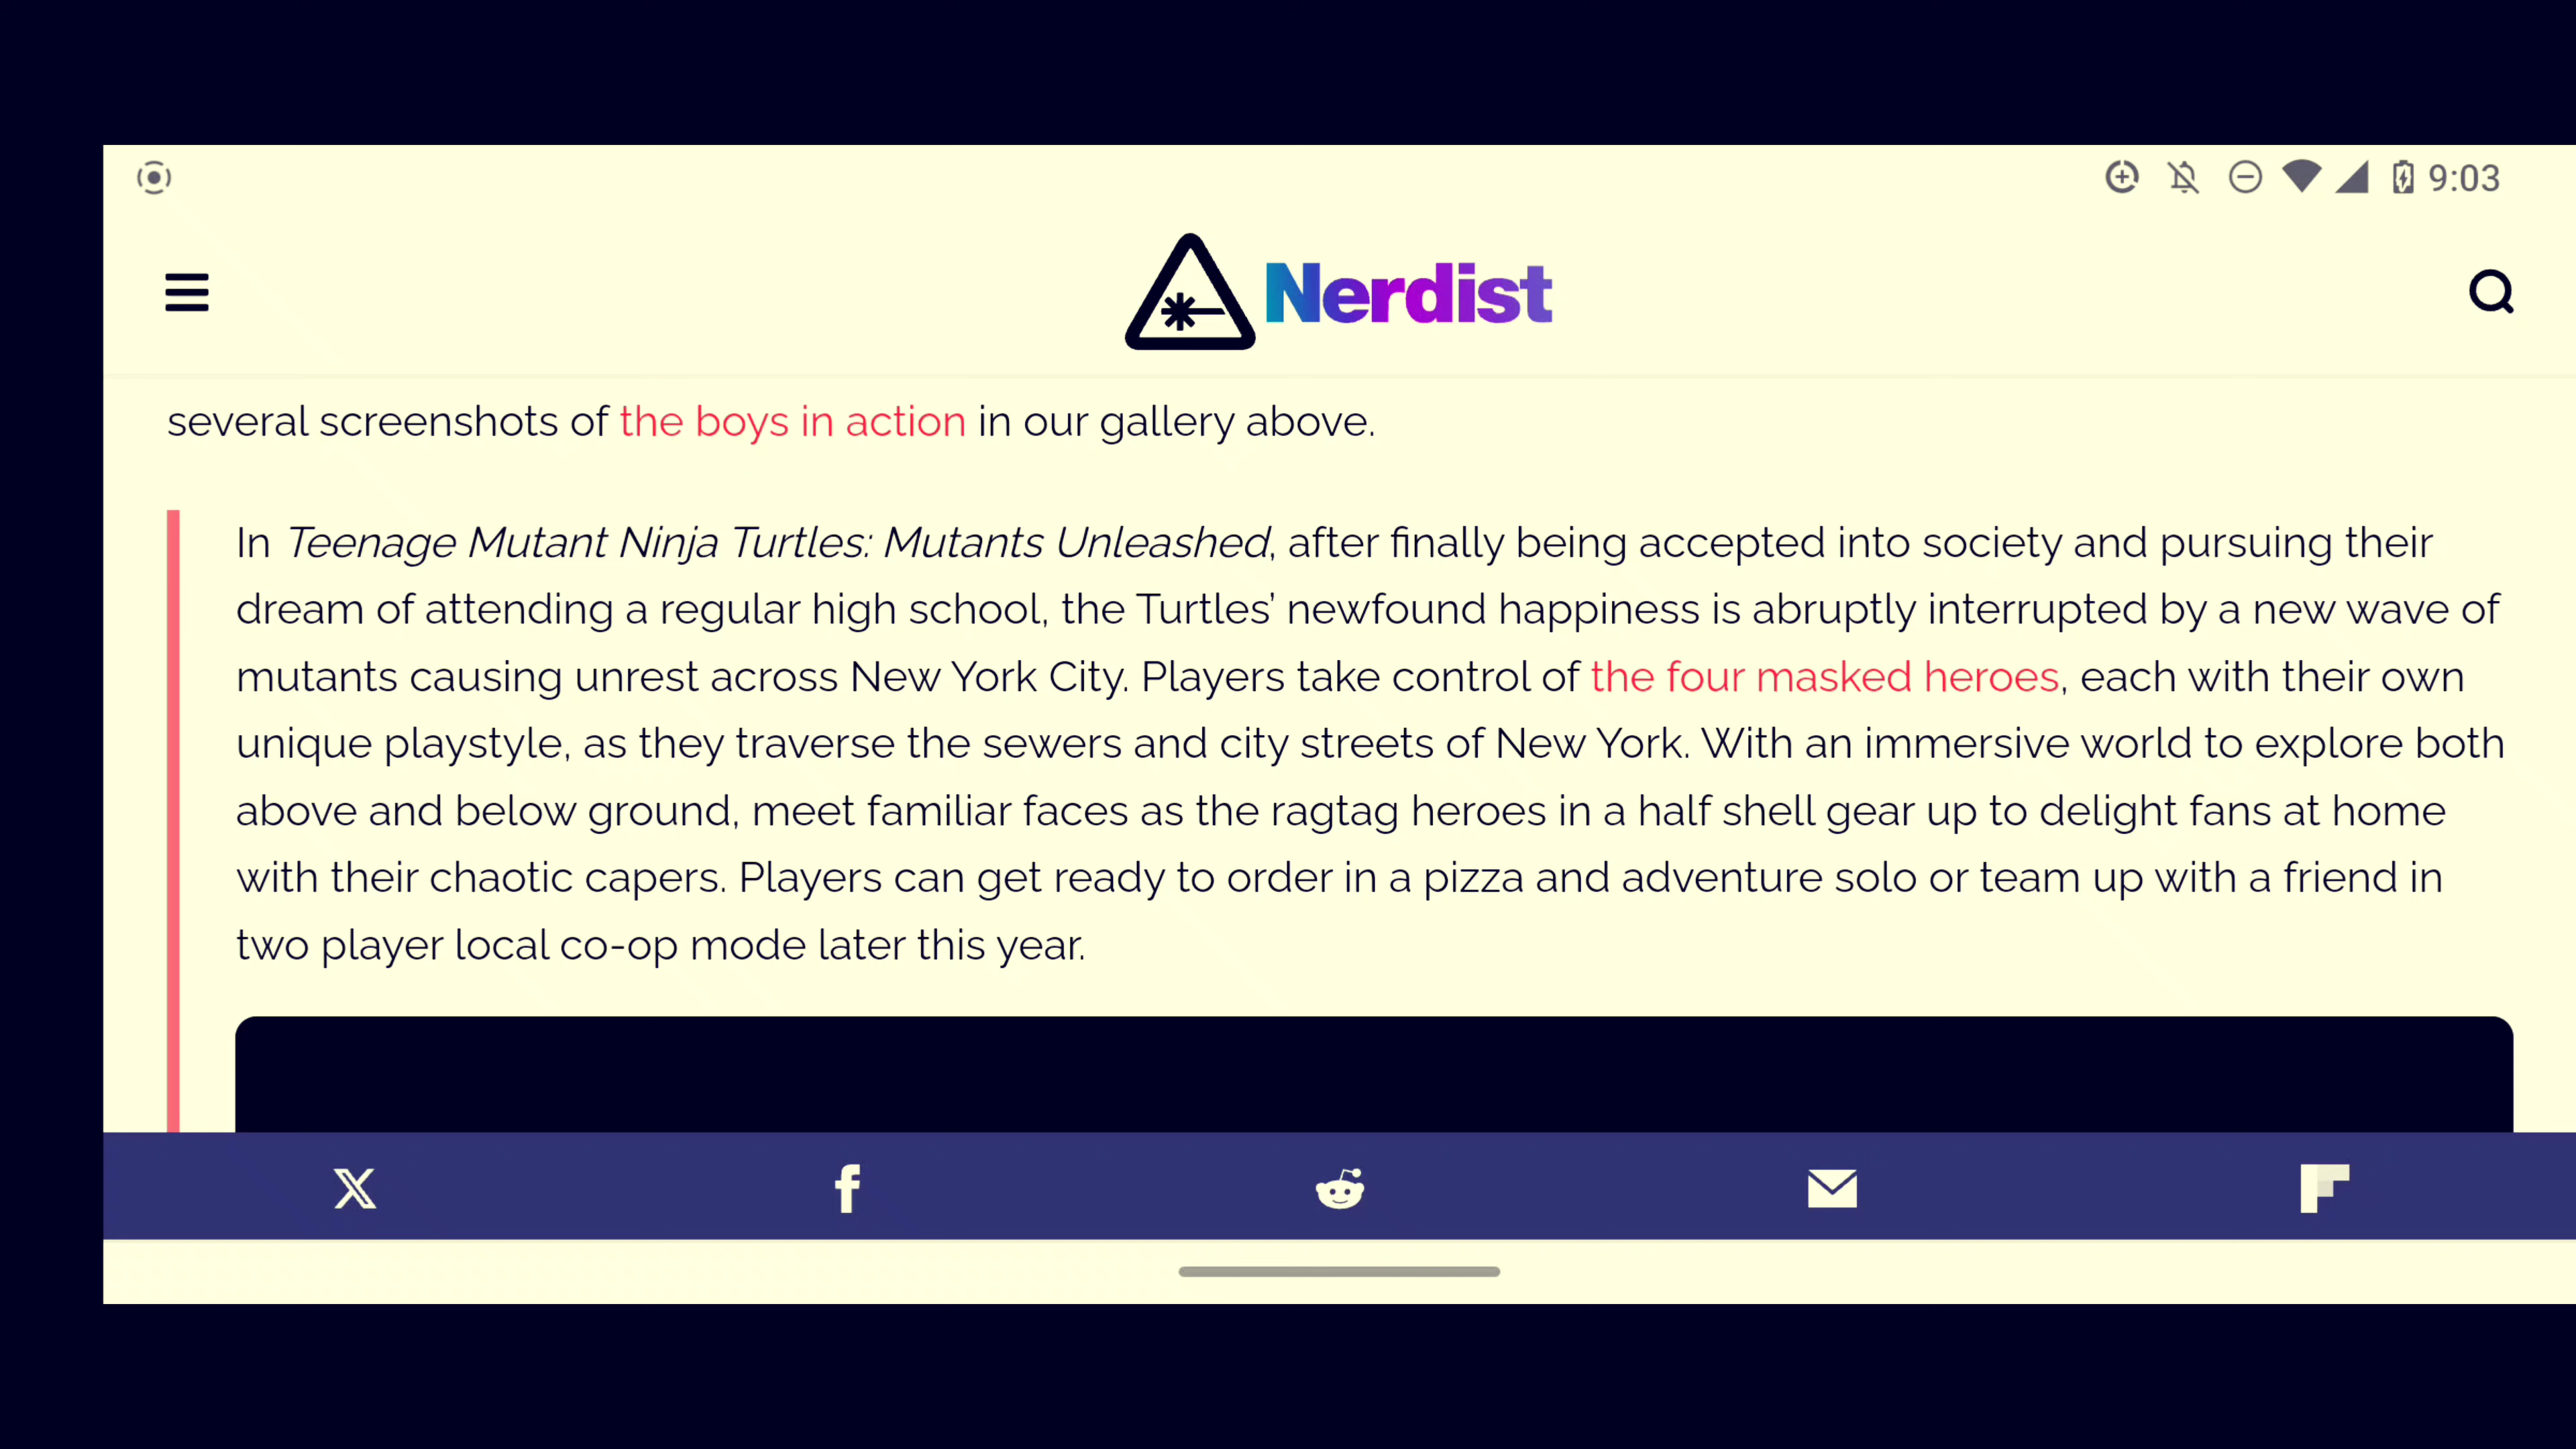 9:03
Nerdist
several screenshots of the boys in action in our gallery above.
In Teenage Mutant Ninja Turtles: Mutants Unleashed, after finally being accepted into society and pursuing their
dream of attending a regular high school, the Turtles’ newfound happiness is abruptly interrupted by a new wave of
mutants causing unrest across New York City. Players take control of the four masked heroes, each with their own
unique playstyle, as they traverse the sewers and city streets of New York. With an immersive world to explore both
above and below ground, meet familiar faces as the ragtag heroes in a half shell gear up to delight fans at home
with their chaotic capers. Players can get ready to order in a pizza and adventure solo or team up with a friend in
two player local co-op mode later this year.